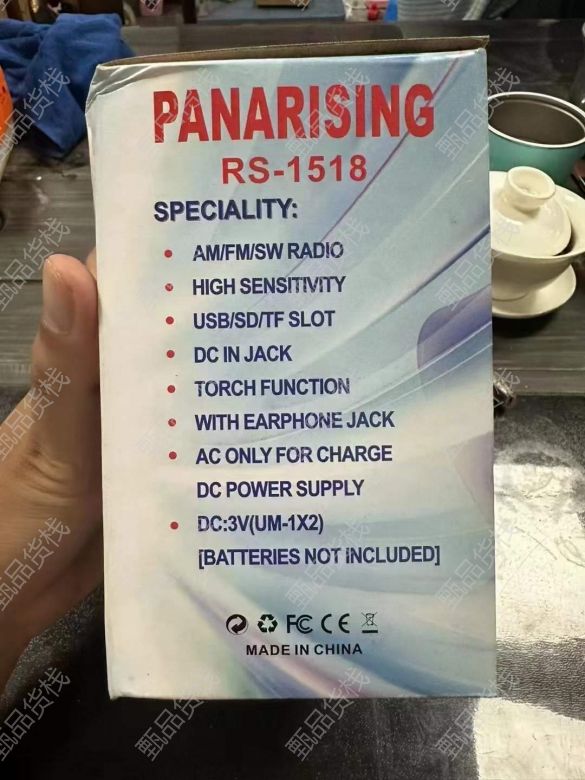 PANARISING
RS-1518
SPECIALITY:
• AM/FM/SW RADIO
• HIGH SENSITIVITY
• USB/SD/TF SLOT
• DC IN JACK
• TORCH FUNCTION
• WITH EARPHONE JACK
• AC ONLY FOR CHARGE
DC POWER SUPPLY
• DC:3V(UM-1X2)
[BATTERIES NOT INCLUDED]
FC CE
MADE IN CHINA
甄品货栈